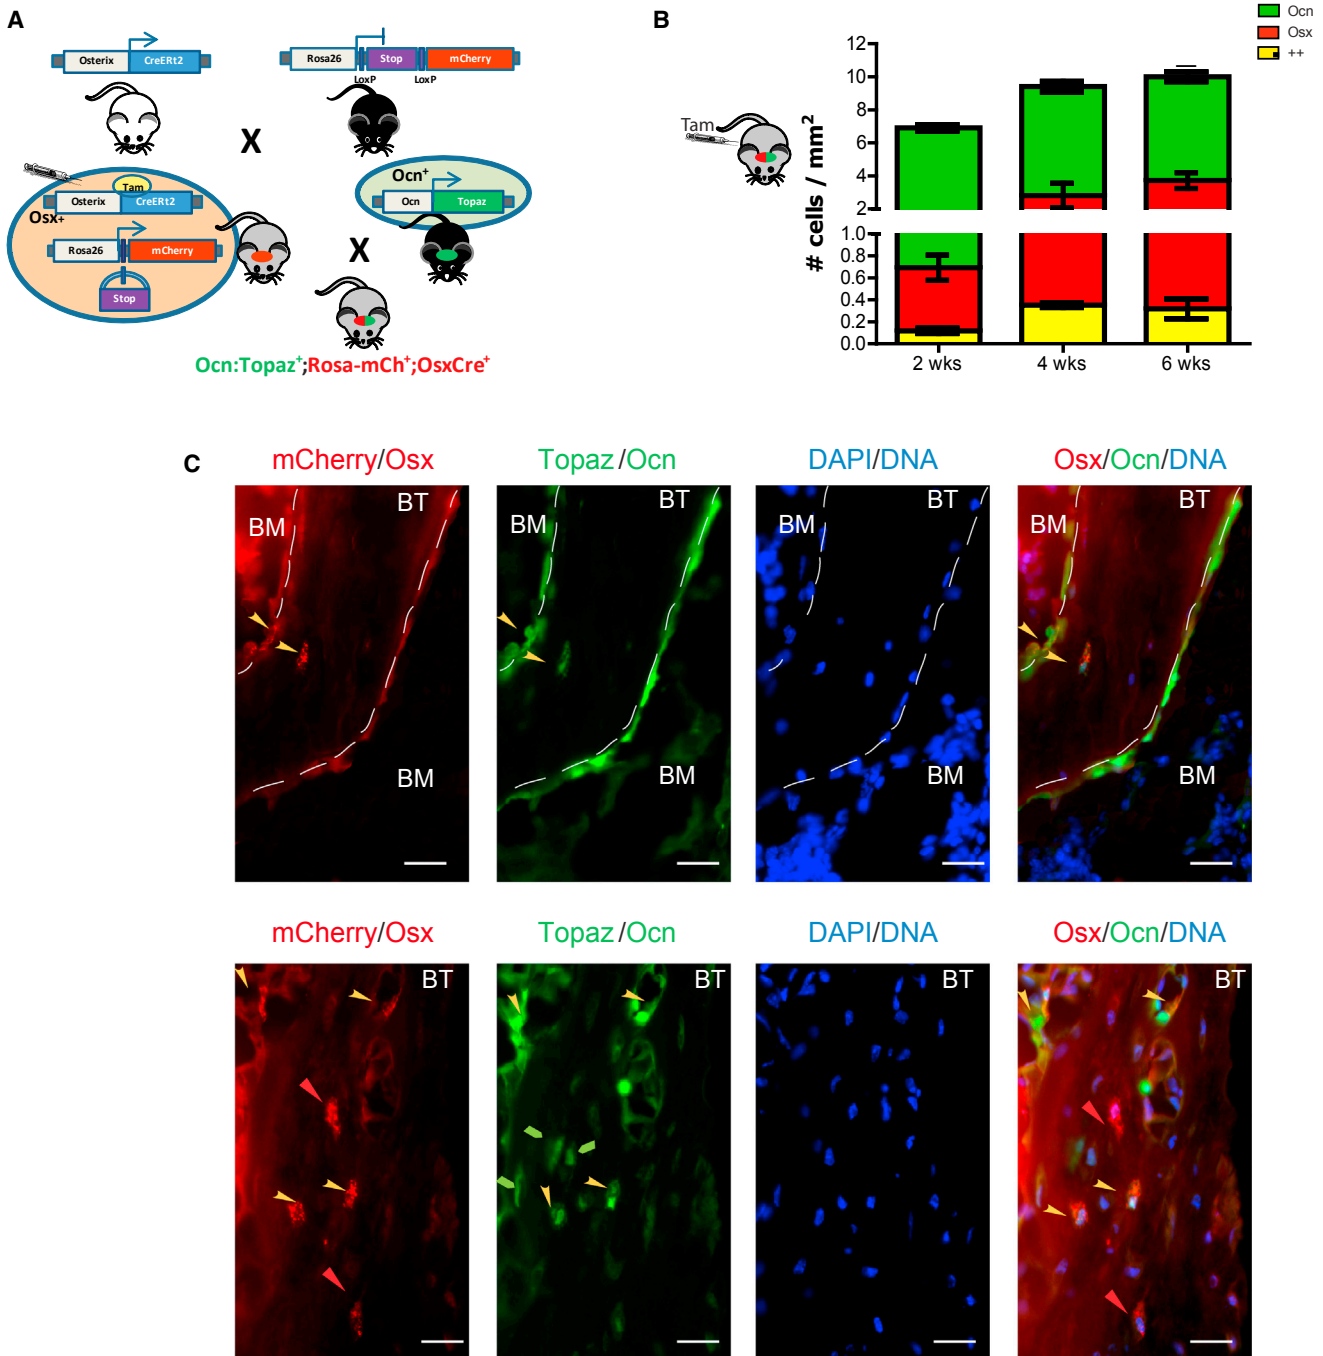 A
Osterix CreERt2
Rosa26 Stop mCherry
LoxP LoxP
X
Tam
Osterix CreERt2
Osx+
Rosa26 mCherry
Stop
Ocn+
Ocn Topaz
X
Ocn:Topaz+;Rosa-mCh+;OsxCre+
B
Ocn
Osx
++
Tam
# cells / mm2
12
10
8
6
4
2
1.0
0.8
0.6
0.4
0.2
0.0
2 wks 4 wks 6 wks
C
mCherry/Osx Topaz/Ocn DAPI/DNA Osx/Ocn/DNA
BM BT BM BT BM BT BM BT
BM BM BM BM
mCherry/Osx Topaz/Ocn DAPI/DNA Osx/Ocn/DNA
BT BT BT BT